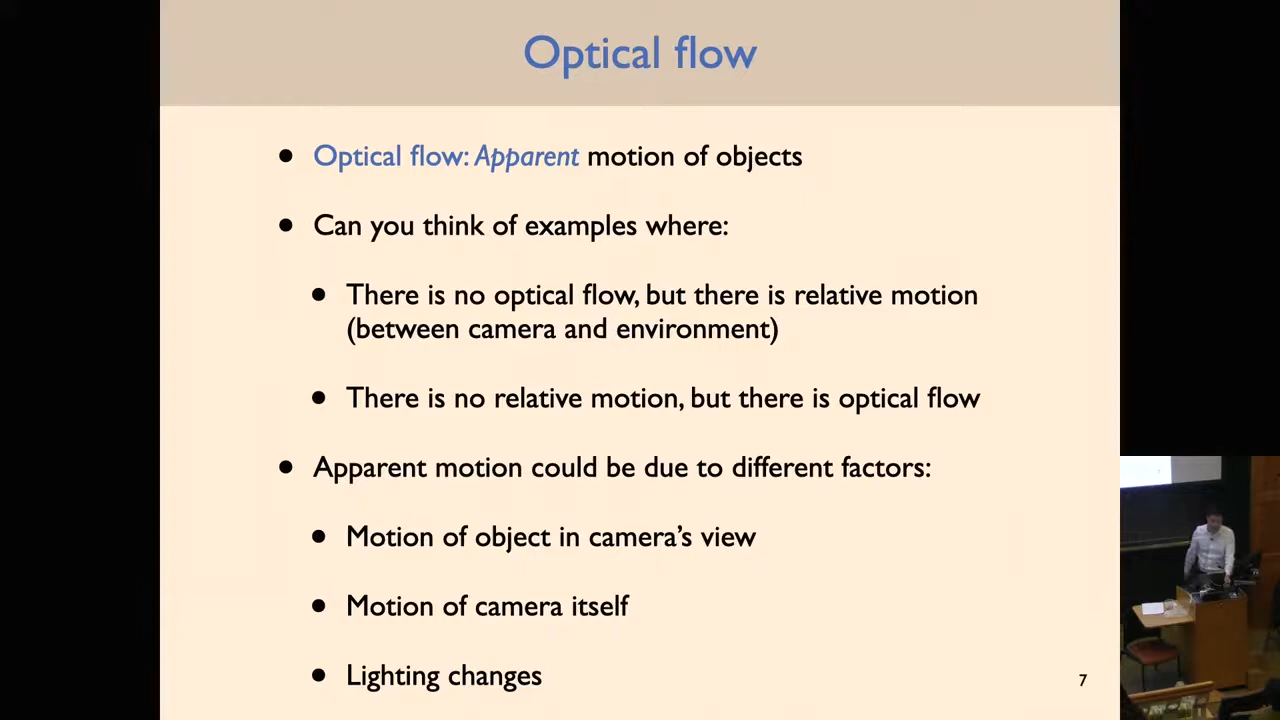 Optical flow
• Optical flow: Apparent motion of objects
• Can you think of examples where:
• There is no optical flow, but there is relative motion
(between camera and environment)
• There is no relative motion, but there is optical flow
• Apparent motion could be due to different factors:
• Motion of object in camera's view
• Motion of camera itself
• Lighting changes
7